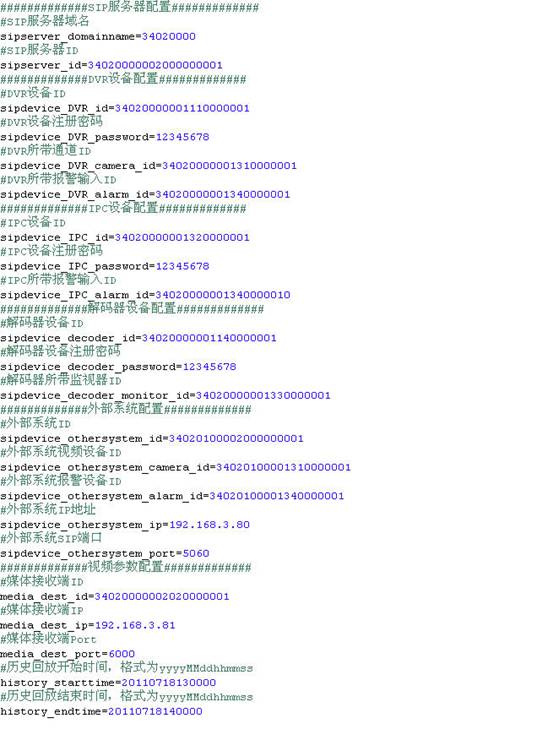 #############SIP服务器配置#############
#SIP服务器域名
sipserver_domainname=34020000
#SIP服务器ID
sipserver_id=34020000002000000001
#############DVR设备配置#############
#DVR设备ID
sipdevice_DVR_id=34020000001110000001
#DVR设备注册密码
sipdevice_DVR_password=12345678
#DVR所带通道ID
sipdevice_DVR_camera_id=34020000001310000001
#DVR所带报警输入ID
sipdevice_DVR_alarm_id=34020000001340000001
#############IPC设备配置#############
#IPC设备ID
sipdevice_IPC_id=34020000001320000001
#IPC设备注册密码
sipdevice_IPC_password=12345678
#IPC所带报警输入ID
sipdevice_IPC_alarm_id=34020000001340000010
#############解码器设备配置#############
#解码器设备ID
sipdevice_decoder_id=34020000001140000001
#解码器设备注册密码
sipdevice_decoder_password=12345678
#解码器所带监视器ID
sipdevice_decoder_monitor_id=34020000001330000001
#############外部系统配置#############
#外部系统ID
sipdevice_othersystem_id=34020100002000000001
#外部系统视频设备ID
sipdevice_othersystem_camera_id=34020100001310000001
#外部系统报警设备ID
sipdevice_othersystem_alarm_id=34020100001340000001
#外部系统IP地址
sipdevice_othersystem_ip=192.168.3.80
#外部系统SIP端口
sipdevice_othersystem_port=5060
#############视频参数配置#############
#媒体接收端ID
media_dest_id=34020000002020000001
#媒体接收端IP
media_dest_ip=192.168.3.81
#媒体接收端Port
media_dest_port=6000
#历史回放开始时间，格式为yyyyMMddhhmmss
history_starttime=20110718130000
#历史回放结束时间，格式为yyyyMMddhhmmss
history_endtime=20110718140000